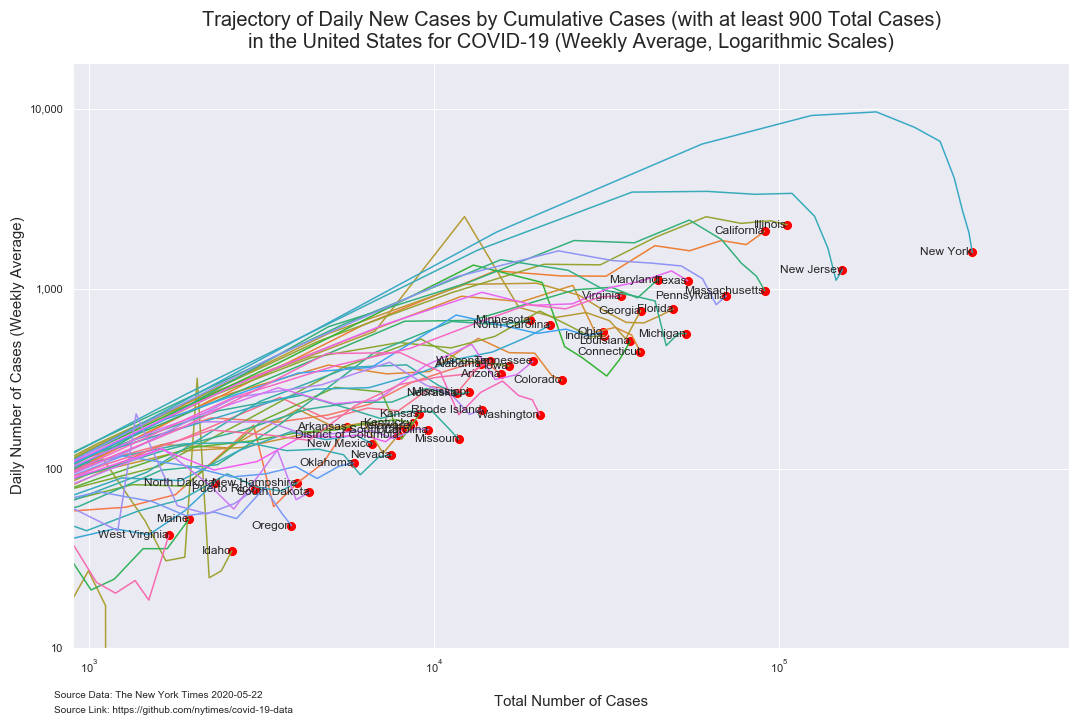 Trajectory of Daily New Cases by Cumulative Cases (with at least 900 Total Cases)
in the United States for COVID-19 (Weekly Average, Logarithmic Scales)
Daily Number of Cases (Weekly Average)
10,000
1,000
100
10
Illinois
California
New York
New Jersey
Maryland
Texas
Massachusetts
Virginia
Pennsylvania
Georgia
Florida
Minnesota
North Carolina
Ohio
Indiana
Michigan
Louisiana
Connecticut
Wisconsin
Tennessee
Alabama
Iowa
Arizona
Colorado
Mississippi
Nebraska
Rhode Island
Kansas
Washington
Kentucky
Arkansas
South Carolina
District of Columbia
Missouri
New Mexico
Nevada
Oklahoma
North Dakota
New Hampshire
Puerto Rico
South Dakota
Maine
Oregon
West Virginia
Idaho
10³
10⁴
10⁵
Total Number of Cases
Source Data: The New York Times 2020-05-22
Source Link: https://github.com/nytimes/covid-19-data